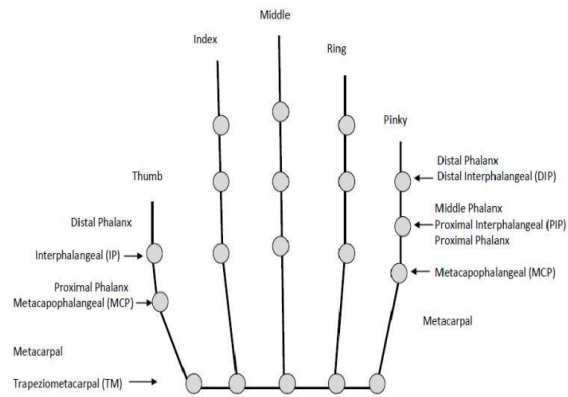 Middle
Index
Ring
Pinky
Thumb
Distal Phalanx
Distal Interphalangeal (DIP)
Middle Phalanx
Proximal Interphalangeal (PIP)
Proximal Phalanx
Metacapophalangeal (MCP)
Metacarpal
Distal Phalanx
Interphalangeal (IP)
Proximal Phalanx
Metacapophalangeal (MCP)
Metacarpal
Trapeziometacarpal (TM)